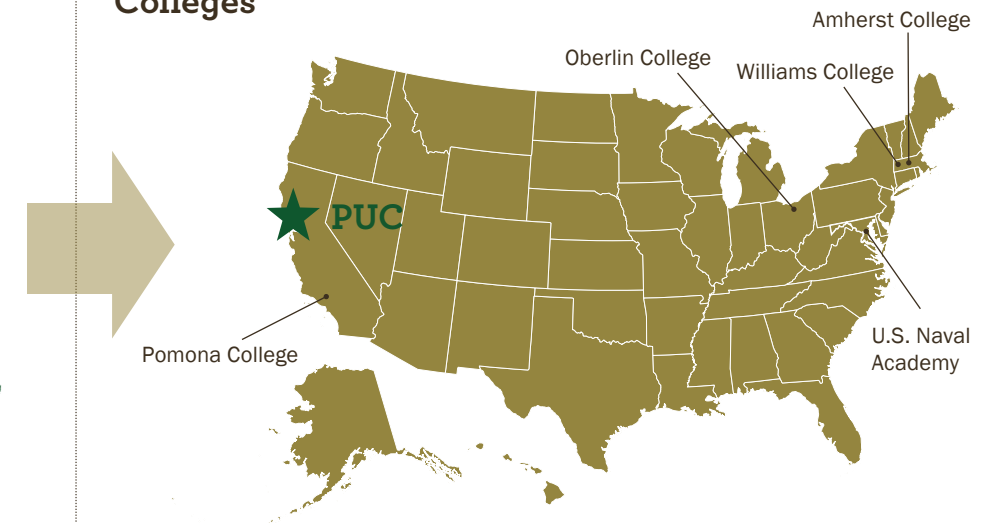 Colleges
Amherst College
Oberlin College
Williams College
PUC
Pomona College
U.S. Naval
Academy